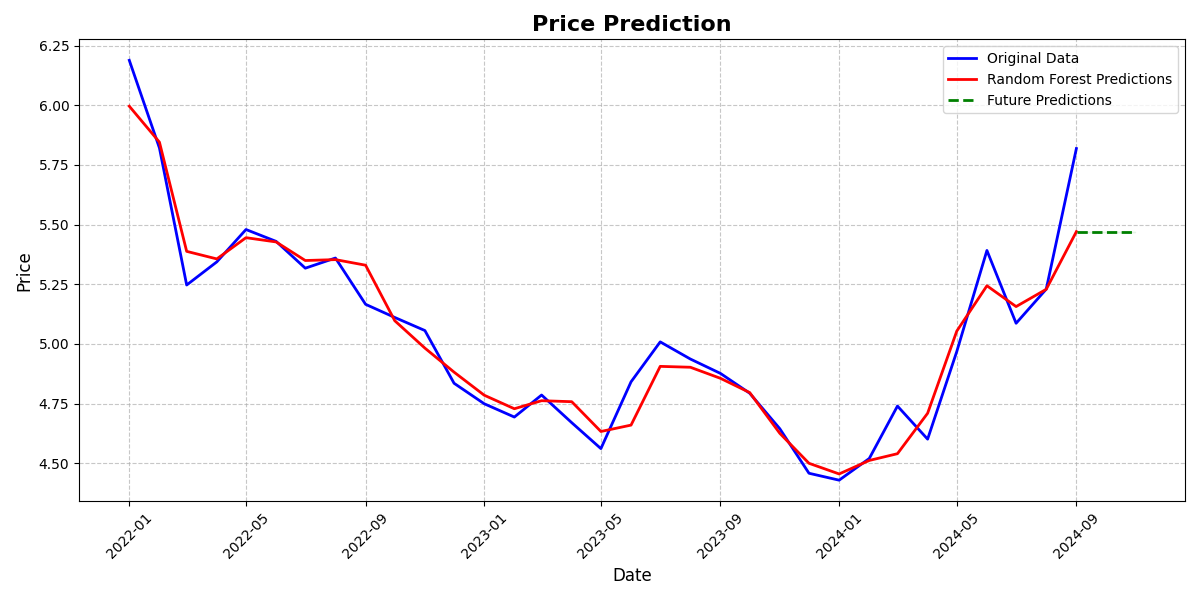 Price Prediction
Original Data
Random Forest Predictions
Future Predictions
Price
6.25
6.00
5.75
5.50
5.25
5.00
4.75
4.50
2022-01
2022-05
2022-09
2023-01
2023-05
2023-09
2024-01
2024-05
2024-09
Date